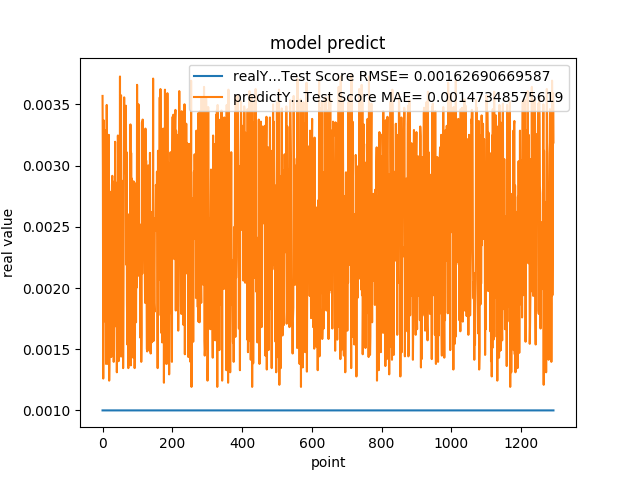 model predict
realY...Test Score RMSE= 0.00162690669587
predictY...Test Score MAE= 0.00147348575619
0.0035
0.0030
0.0025
0.0020
0.0015
0.0010
real value
0 200 400 600 800 1000 1200
point